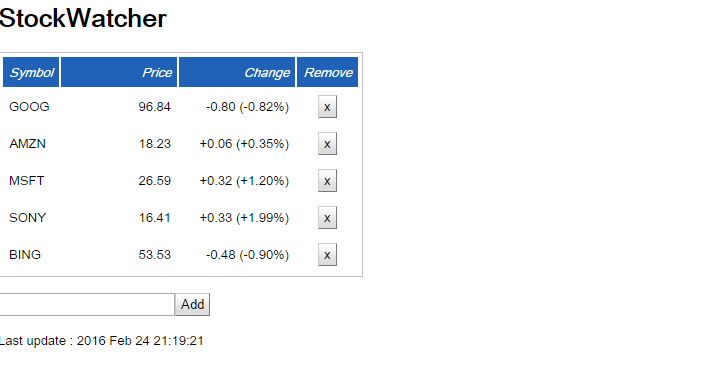 StockWatcher
Symbol Price Change Remove
GOOG 96.84 -0.80 (-0.82%) x
AMZN 18.23 +0.06 (+0.35%) x
MSFT 26.59 +0.32 (+1.20%) x
SONY 16.41 +0.33 (+1.99%) x
BING 53.53 -0.48 (-0.90%) x
Add
Last update : 2016 Feb 24 21:19:21